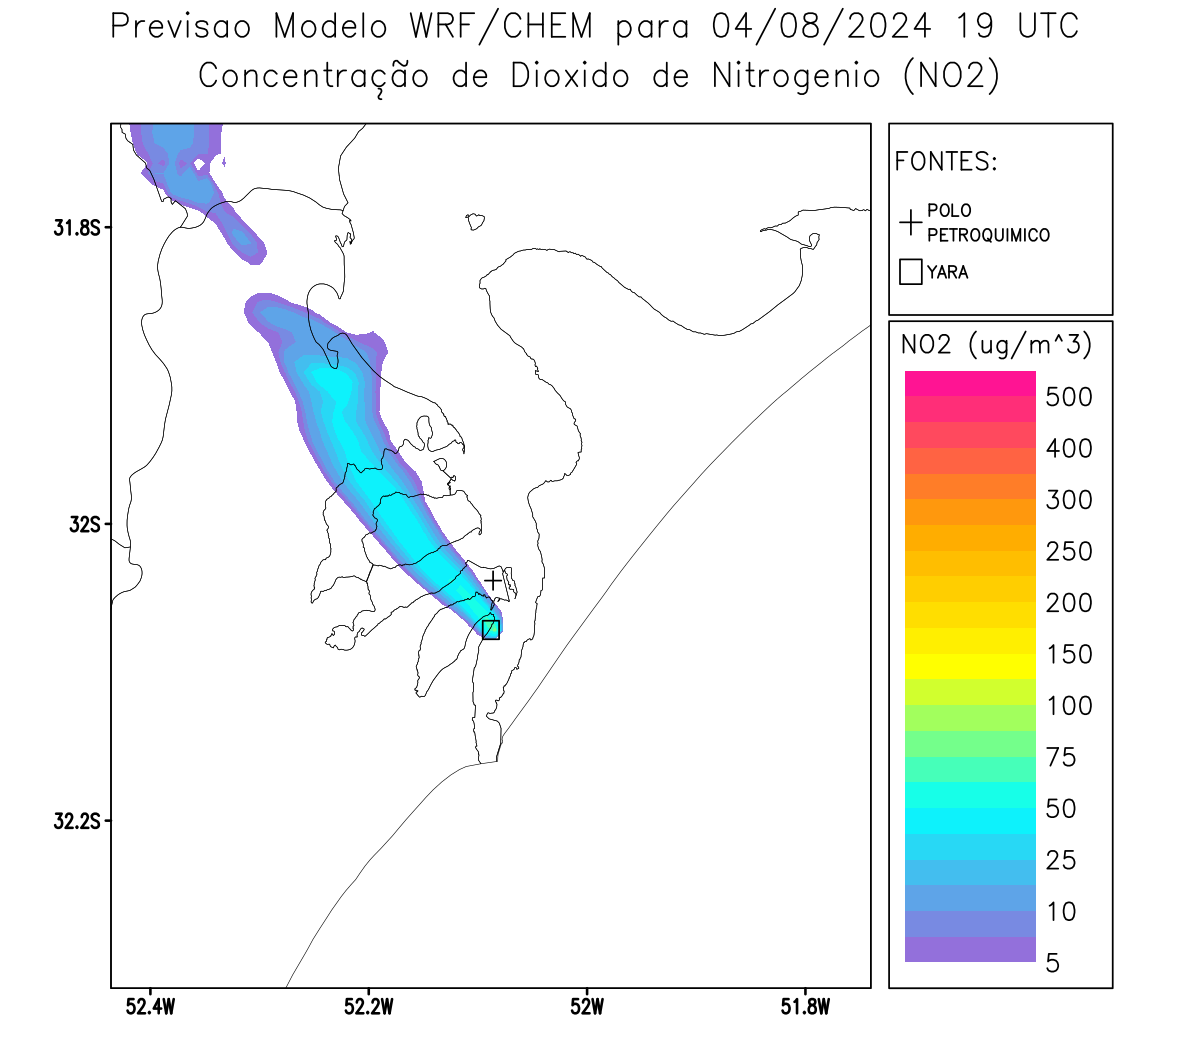 Previsao Modelo WRF/CHEM para 04/08/2024 19 UTC
Concentração de Dioxido de Nitrogenio (NO2)
FONTES:
POLO
PETROQUIMICO
YARA
NO2 (ug/m^3)
500
400
300
250
200
150
100
75
50
25
10
5
31.8S
32S
32.2S
52.4W
52.2W
52W
51.8W